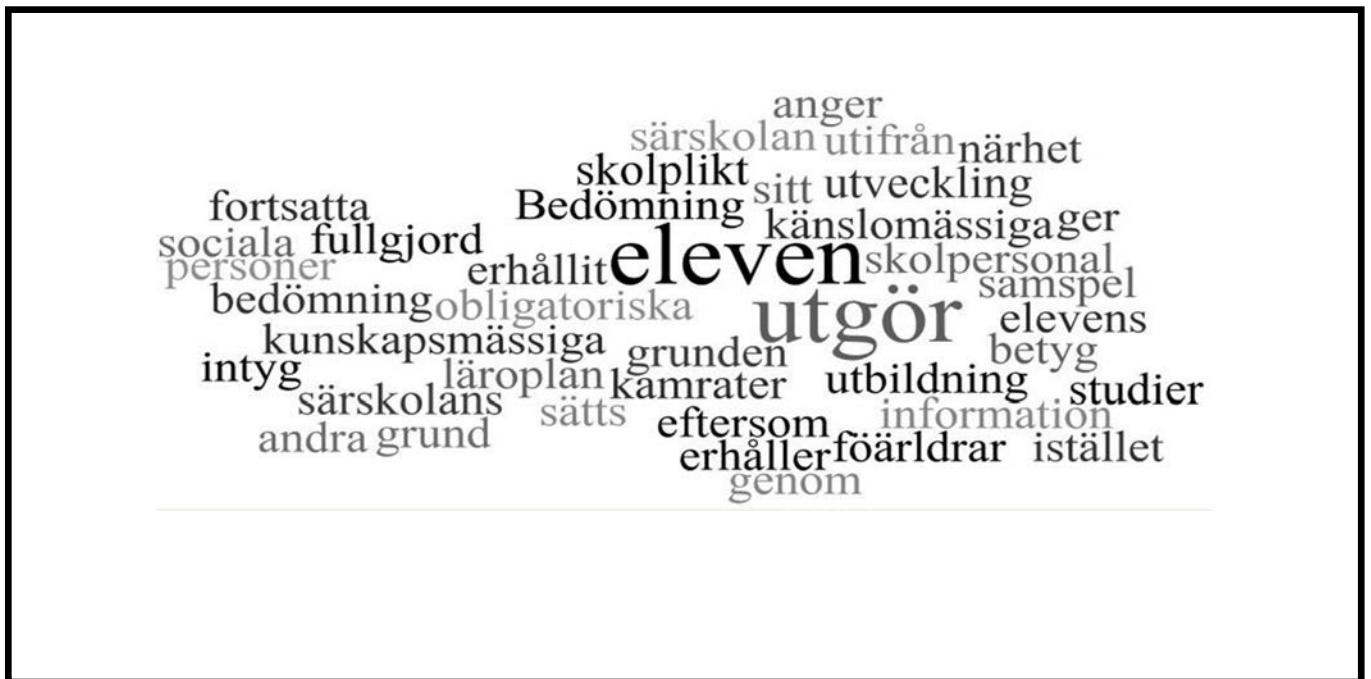 anger
särskolan utifrån närhet
skolplikt sitt utveckling
fortsatta Bedömning känslomässiga ger
sociala fullgjord eleven skolpersonal
personer erhållit samspel
bedömning obligatoriska utgör elevens
kunskapsmässiga grunden betyg
intyg läroplan kamrater utbildning studier
särskolans sätts eftersom information
andra grund erhåller föärldrar istället
genom